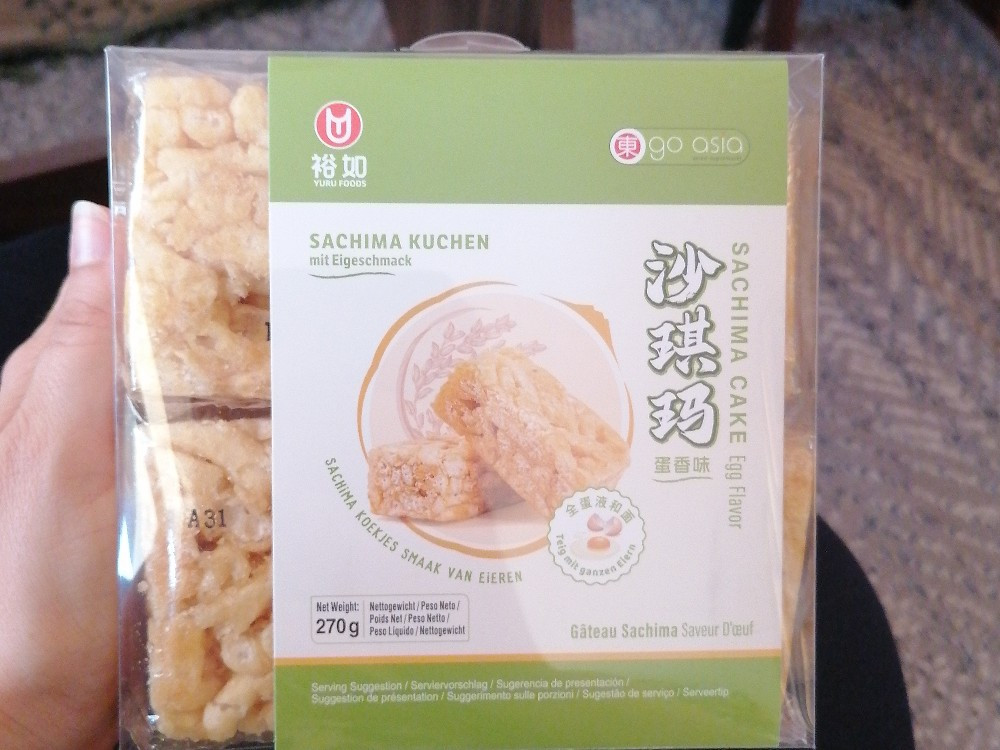 裕如
YURU FOODS
東 go asia
SACHIMA KUCHEN
mit Eigeschmack
沙琪玛
蛋香味
SACHIMA CAKE Egg Flavor
SACHIMA KOEKJES SMAAK VAN EIEREN
全蛋液和面
Teig mit ganzen Eiern
A31
Net Weight:
270g
Nettogewicht / Peso Neto /
Poids Net / Peso Netto /
Peso Líquido / Nettogewicht
Gâteau Sachima Saveur D'œuf
Serving Suggestion / Serviervorschlag / Sugerencia de presentación /
Suggestion de présentation / Suggerimento sulle porzioni / Sugestão de serviço / Serveertip